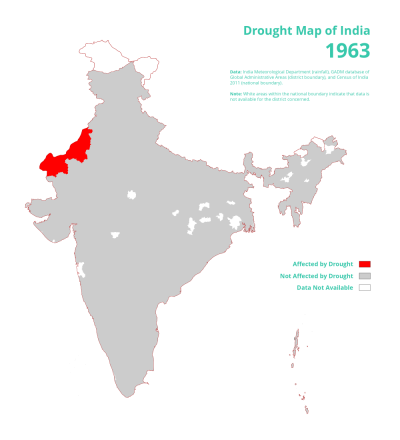 Drought Map of India
1963
Data: India Meteorological Department (rainfall), GADM database of
Global Administrative Areas (district boundary), and Census of India
2011 (national boundary).
Note: White areas within the national boundary indicate that data is
not available for the district concerned.
Affected by Drought
Not Affected by Drought
Data Not Available